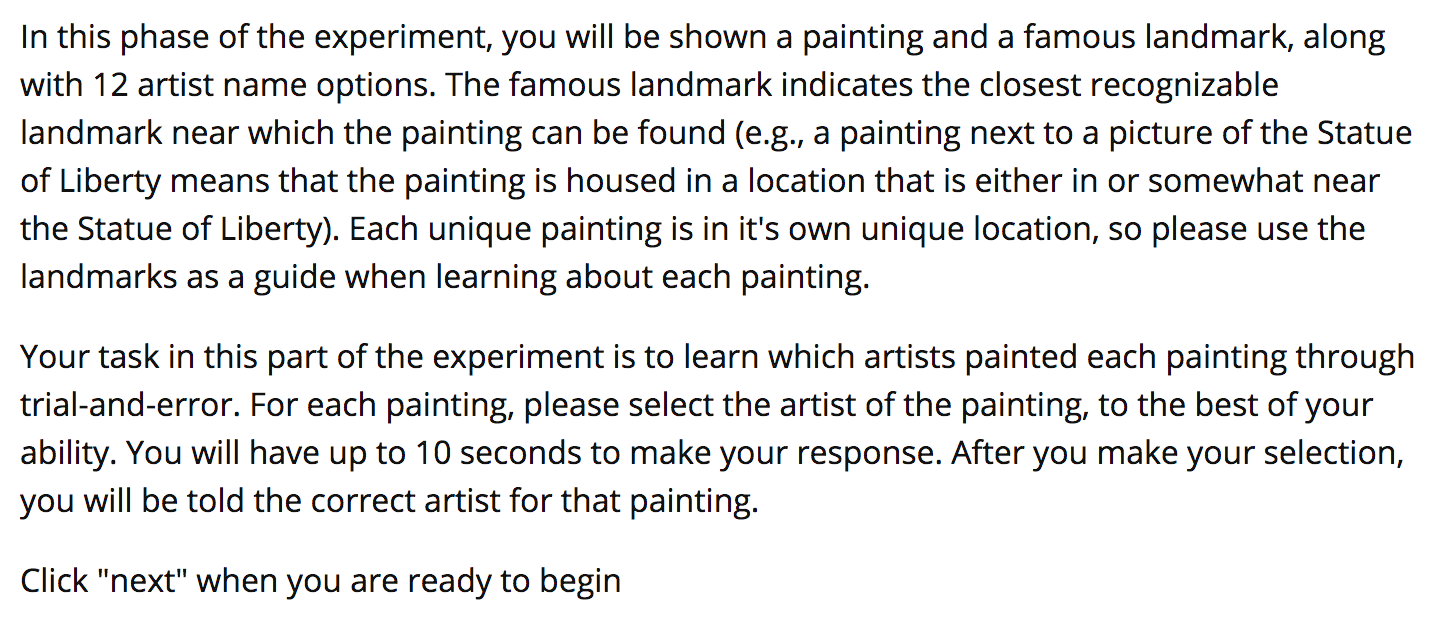 In this phase of the experiment, you will be shown a painting and a famous landmark, along
with 12 artist name options. The famous landmark indicates the closest recognizable
landmark near which the painting can be found (e.g., a painting next to a picture of the Statue
of Liberty means that the painting is housed in a location that is either in or somewhat near
the Statue of Liberty). Each unique painting is in it's own unique location, so please use the
landmarks as a guide when learning about each painting.
Your task in this part of the experiment is to learn which artists painted each painting through
trial-and-error. For each painting, please select the artist of the painting, to the best of your
ability. You will have up to 10 seconds to make your response. After you make your selection,
you will be told the correct artist for that painting.
Click "next" when you are ready to begin